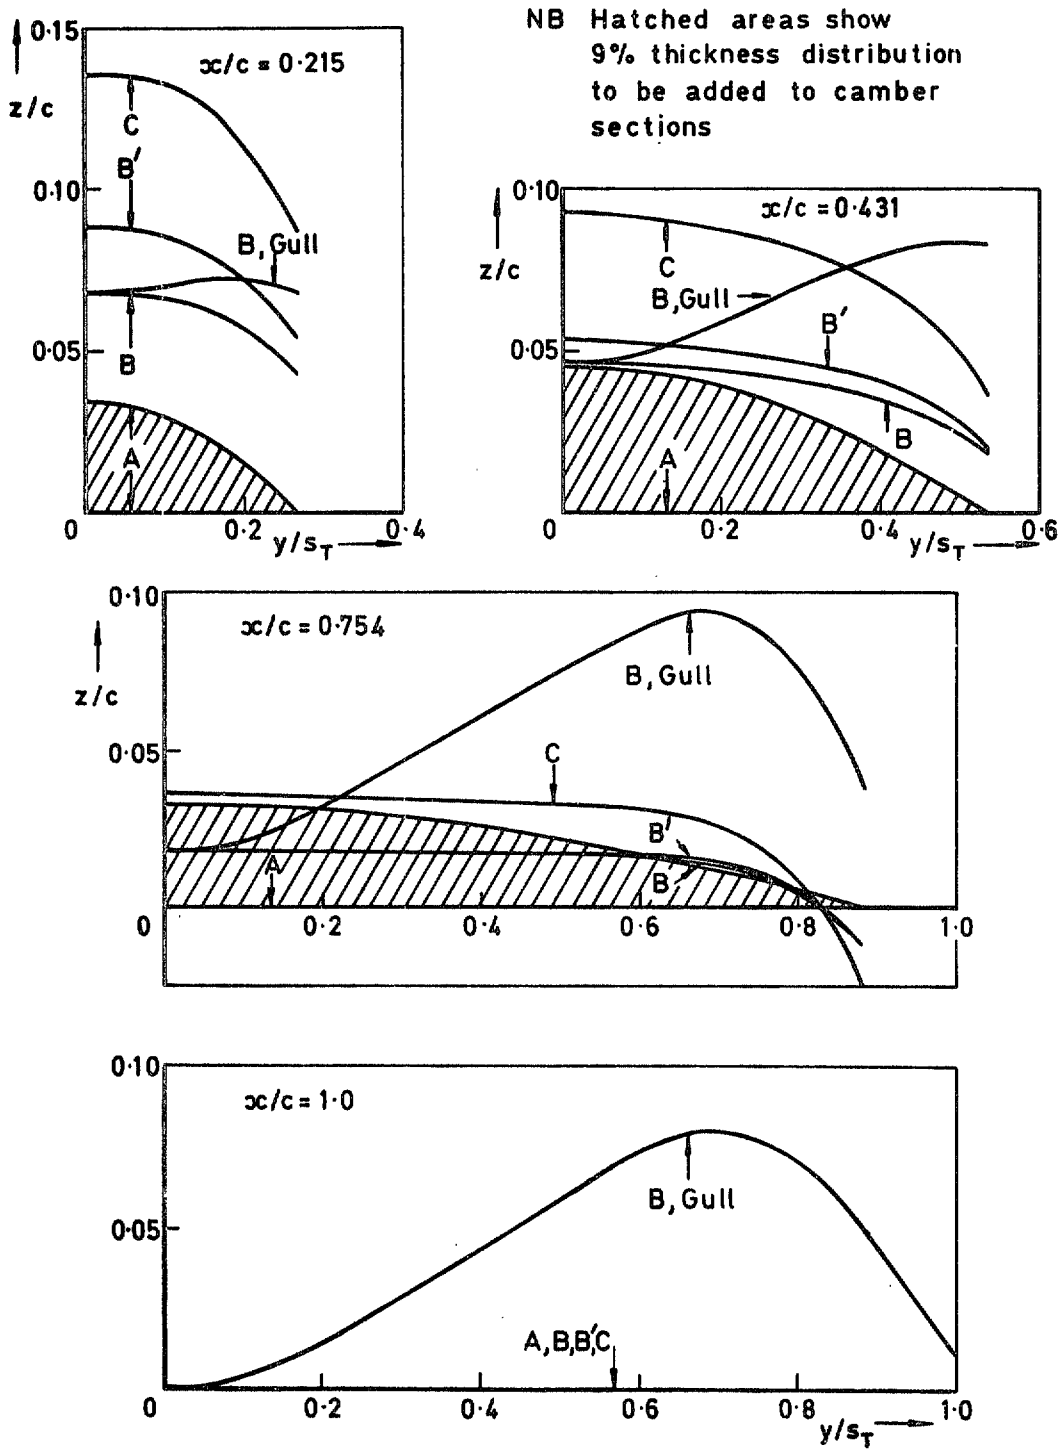 NB Hatched areas show
9% thickness distribution
to be added to camber
sections
0·15
z/c
x/c = 0·215
C
B′
0·10
B, Gull
B
0·05
A
0
0·2
0·4
y/s_T
0·10
z/c
x/c = 0·431
C
B,Gull
B′
0·05
B
A
0
0·2
0·4
0·6
y/s_T
0·10
x/c = 0·754
z/c
B, Gull
0·05
C
B′
A
B
0
0·2
0·4
0·6
0·8
1·0
0·10
x/c = 1·0
B, Gull
0·05
A,B,B′,C
0
0·2
0·4
0·6
0·8
1·0
y/s_T